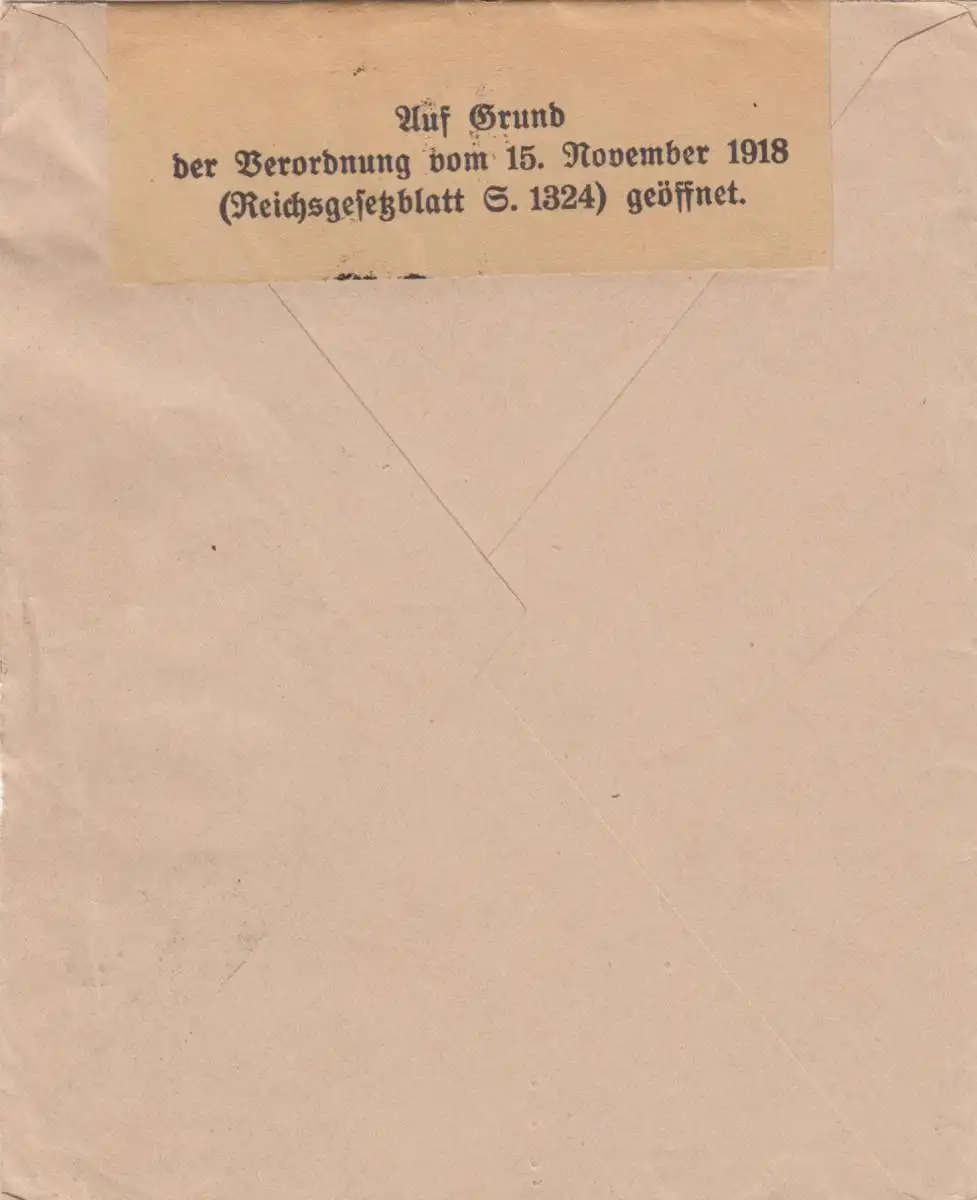 Auf Grund
der Verordnung vom 15. November 1918
(Reichsgesetzblatt S. 1324) geöffnet.